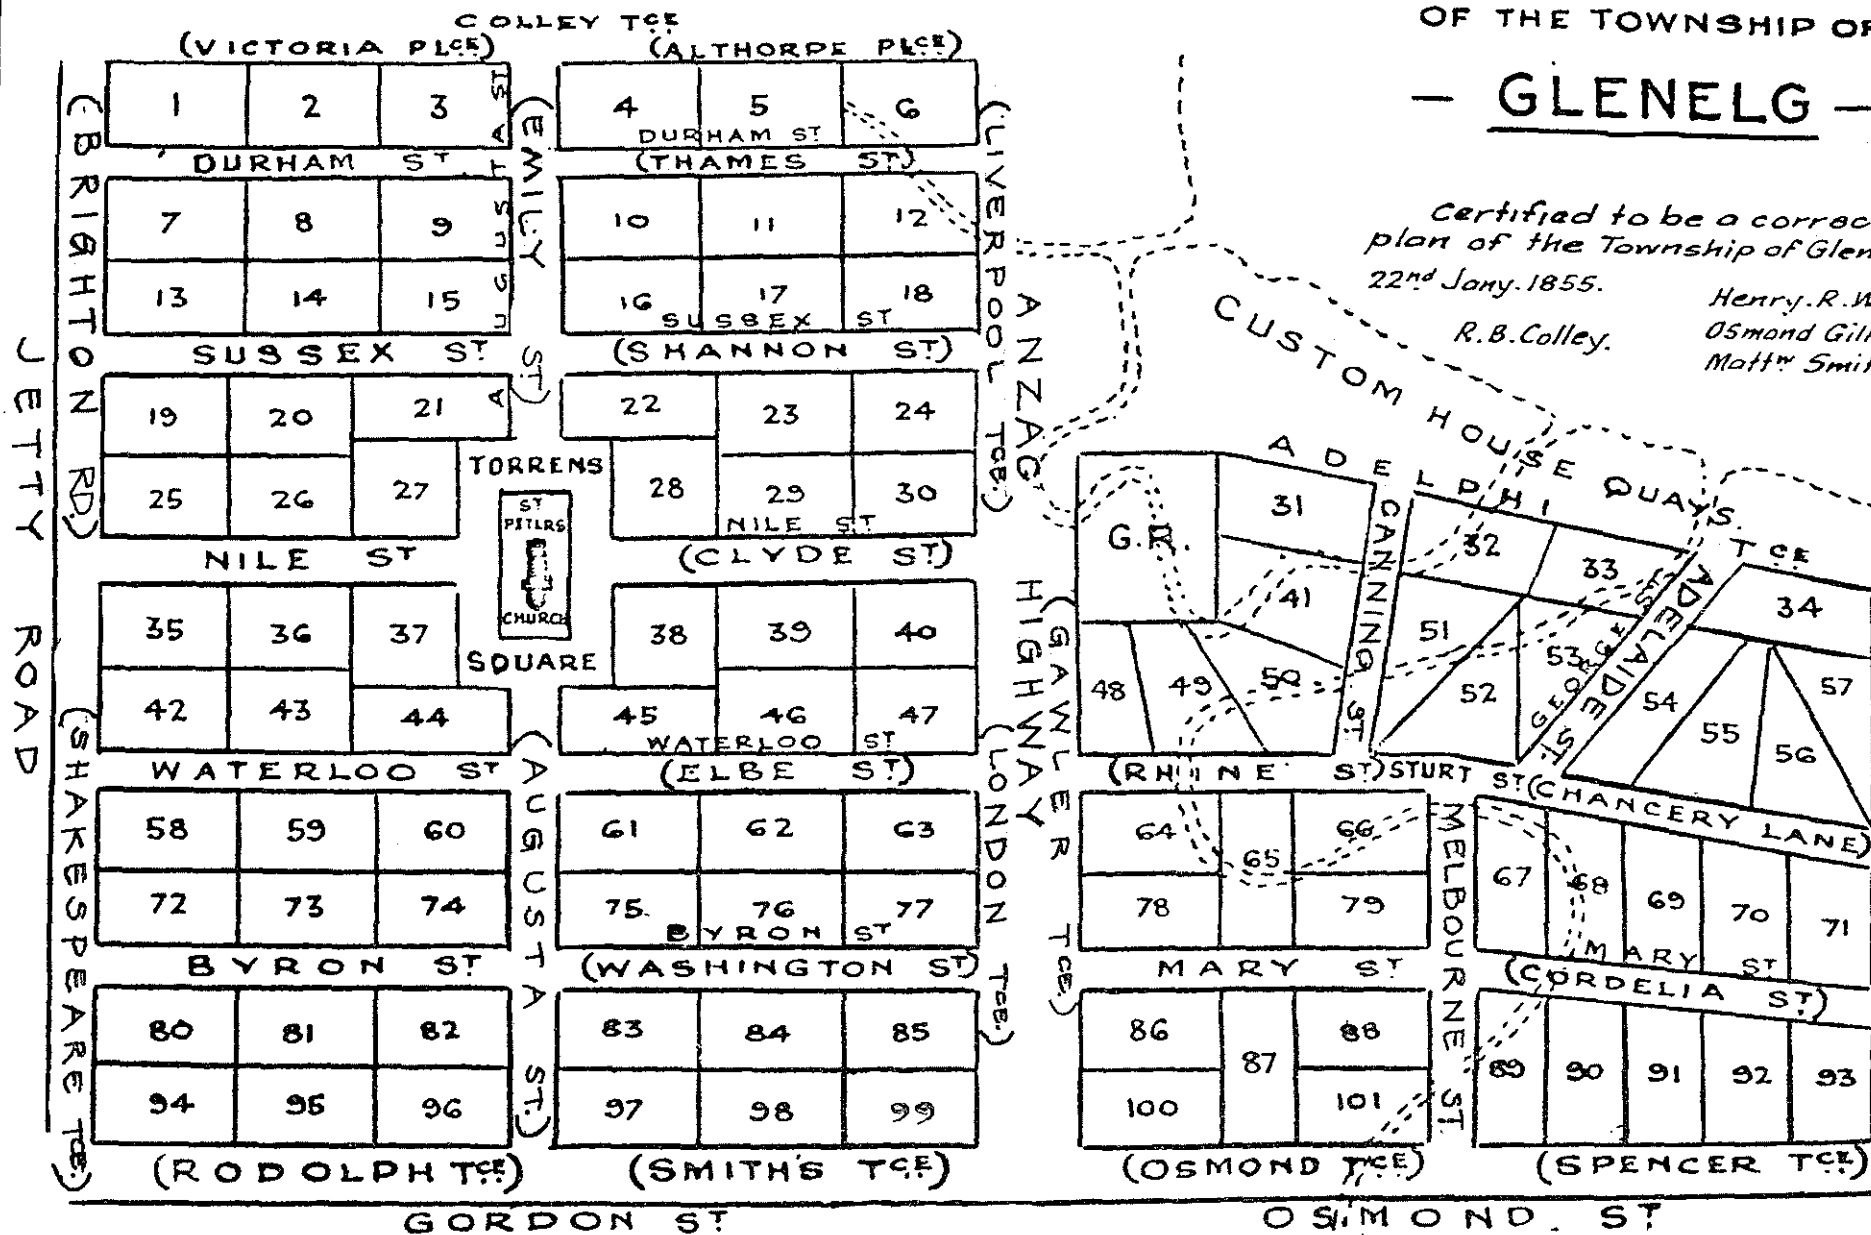 COLLEY TCE
(VICTORIA PLCE) (ALTHORPE PLCE)
OF THE TOWNSHIP OF
— GLENELG —
Certified to be a correc
plan of the Township of Glen
22nd Jany. 1855.
Henry. R. W
R. B. Colley.
Osmond Gill
Mattw Smi
1 2 3 4 5 6
DURHAM ST
DURHAM ST (THAMES ST)
7 8 9 10 11 12
13 14 15 16 17 18
SUSSEX ST
SUSSEX ST (SHANNON ST)
19 20 21 22 23 24
25 26 27 28 29 30
TORRENS
ST
PETERS
CHURCH
SQUARE
NILE ST
NILE ST (CLYDE ST)
35 36 37 38 39 40
42 43 44 45 46 47
WATERLOO ST
WATERLOO ST (ELBE ST)
58 59 60 61 62 63
72 73 74 75 76 77
BYRON ST
BYRON ST (WASHINGTON ST)
80 81 82 83 84 85
94 95 96 97 98 99
(RODOLPH TCE) (SMITH'S TCE)
GORDON ST
JETTY ROAD
(BRIGHTON RD.)
(SHAKESPEARE TCE.)
AUGUSTA ST
(EMILY ST)
(AUGUSTA ST.)
(LIVERPOOL TCE.)
(LONDON TCE.)
ANZAC HIGHWAY
(GAWLER TCE.)
CUSTOM HOUSE QUAYS.
ADELPHI TCE
31 32 33 34
41
48 49 50 51 52 53 54 55 56 57
CANNING ST.
ADELAIDE ST.
GEORGE ST
(RHINE ST) STURT ST (CHANCERY LANE)
64 65 66 67 68 69 70 71
78 79
MELBOURNE ST
MARY ST
MARY ST (CORDELIA ST)
86 87 88 89 90 91 92 93
100 101
(OSMOND TCE) (SPENCER TCE)
OSMOND. ST